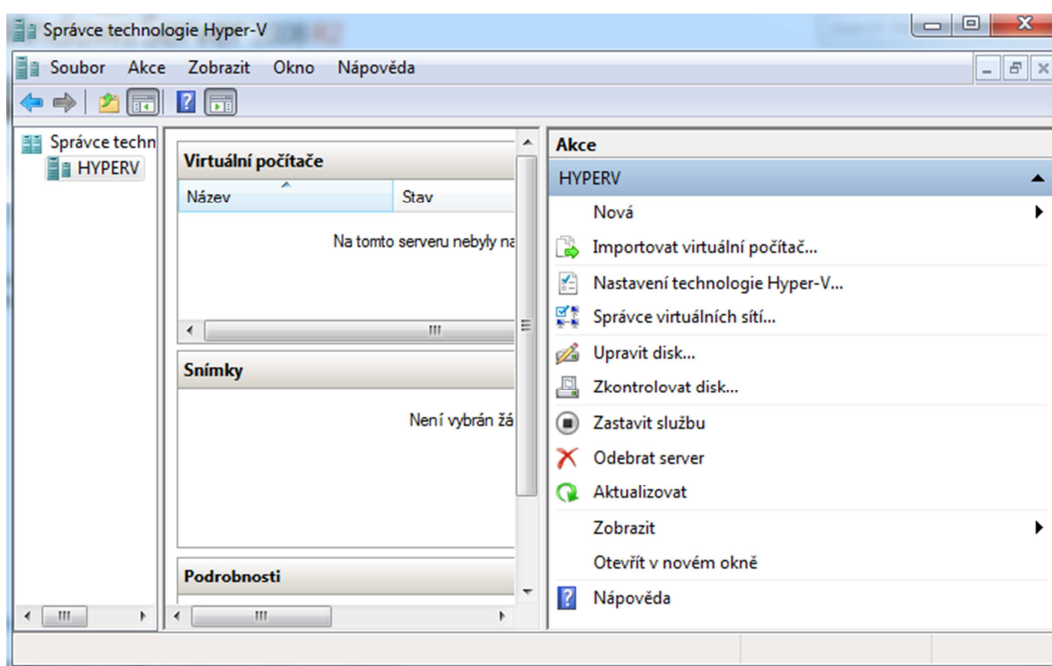 Správce technologie Hyper-V
Soubor Akce Zobrazit Okno Nápověda
Správce techn
HYPERV
Virtuální počítače
Název Stav
Na tomto serveru nebyly na
Snímky
Není vybrán žá
Podrobnosti
Akce
HYPERV
Nová
Importovat virtuální počítač...
Nastavení technologie Hyper-V...
Správce virtuálních sítí...
Upravit disk...
Zkontrolovat disk...
Zastavit službu
Odebrat server
Aktualizovat
Zobrazit
Otevřít v novém okně
Nápověda